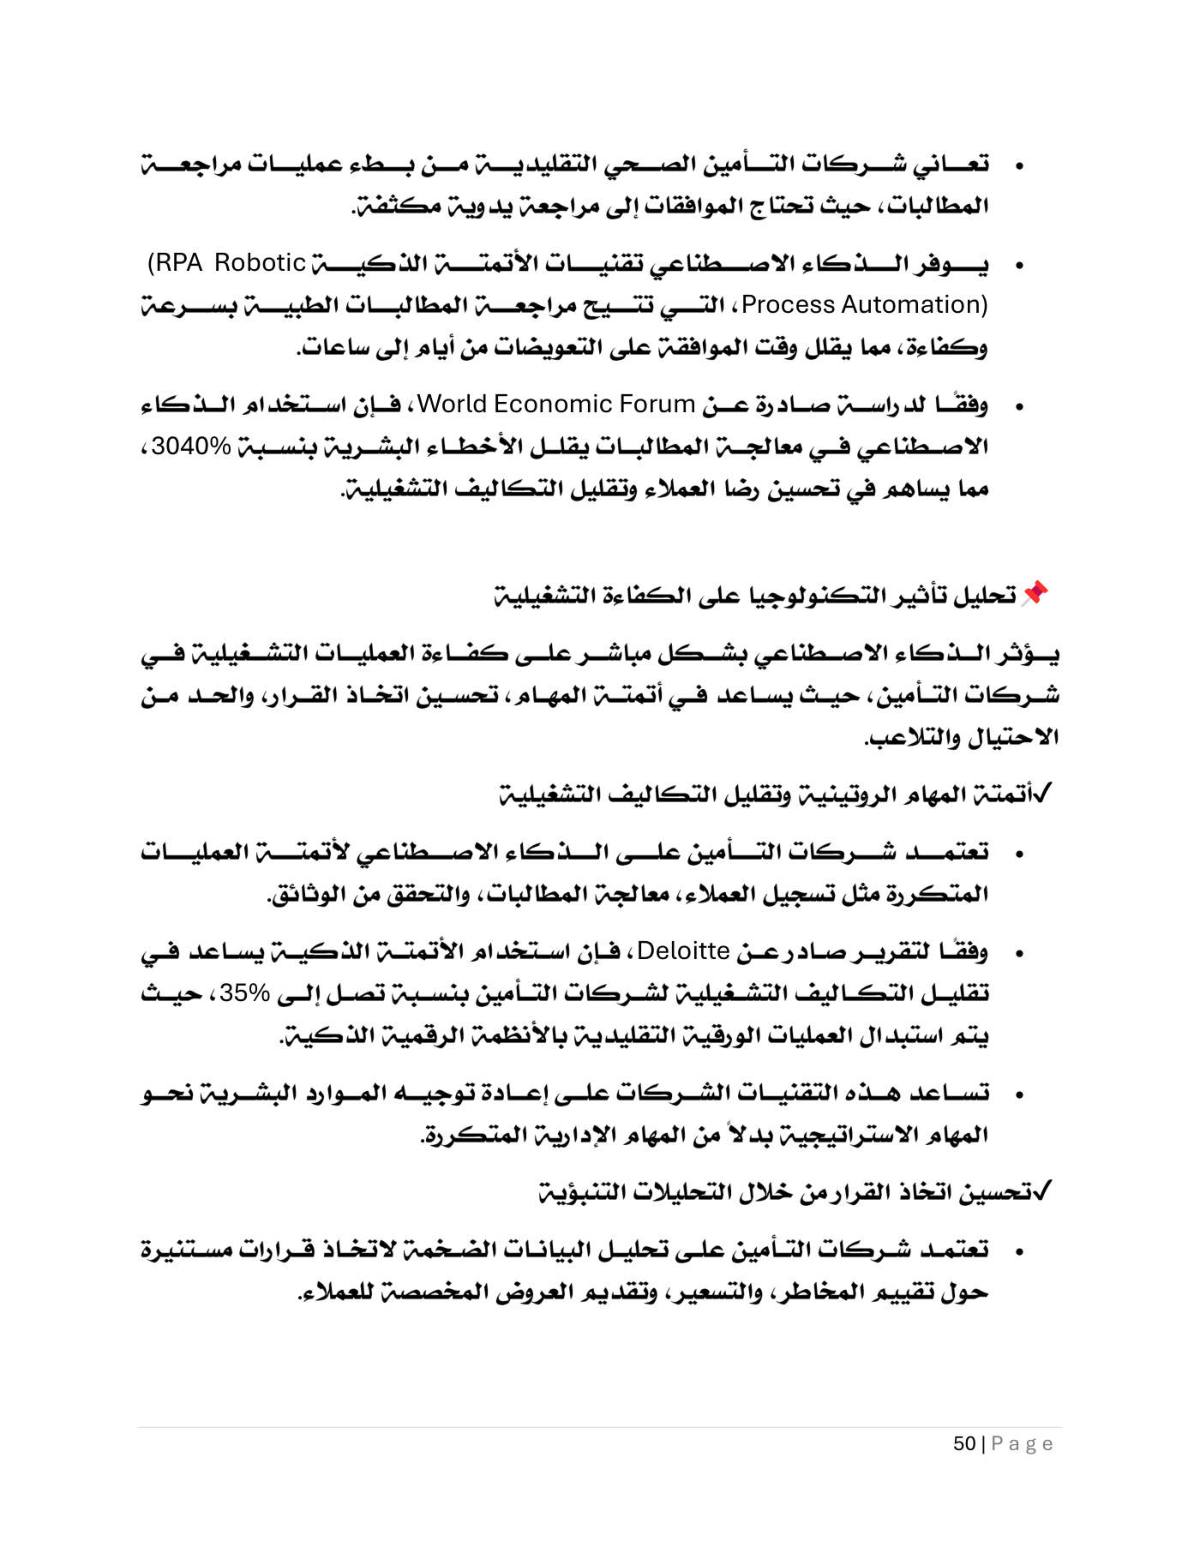 • تعاني شركات التأمين الصحي التقليدية من بطء عمليات مراجعة
المطالبات، حيث تحتاج الموافقات إلى مراجعة يدوية مكثفة.
• يوفر الذكاء الاصطناعي تقنيات الأتمتة الذكية RPA Robotic)
Process Automation)، التي تتيح مراجعة المطالبات الطبية بسرعة
وكفاءة، مما يقلل وقت الموافقة على التعويضات من أيام إلى ساعات.
• وفقًا لدراسة صادرة عن World Economic Forum، فإن استخدام الذكاء
الاصطناعي في معالجة المطالبات يقلل الأخطاء البشرية بنسبة 3040%،
مما يساهم في تحسين رضا العملاء وتقليل التكاليف التشغيلية.
📌 تحليل تأثير التكنولوجيا على الكفاءة التشغيلية
يؤثر الذكاء الاصطناعي بشكل مباشر على كفاءة العمليات التشغيلية في
شركات التأمين، حيث يساعد في أتمتة المهام، تحسين اتخاذ القرار، والحد من
الاحتيال والتلاعب.
✓أتمتة المهام الروتينية وتقليل التكاليف التشغيلية
• تعتمد شركات التأمين على الذكاء الاصطناعي لأتمتة العمليات
المتكررة مثل تسجيل العملاء، معالجة المطالبات، والتحقق من الوثائق.
• وفقًا لتقرير صادر عن Deloitte، فإن استخدام الأتمتة الذكية يساعد في
تقليل التكاليف التشغيلية لشركات التأمين بنسبة تصل إلى 35%، حيث
يتم استبدال العمليات الورقية التقليدية بالأنظمة الرقمية الذكية.
• تساعد هذه التقنيات الشركات على إعادة توجيه الموارد البشرية نحو
المهام الاستراتيجية بدلاً من المهام الإدارية المتكررة.
✓تحسين اتخاذ القرار من خلال التحليلات التنبؤية
• تعتمد شركات التأمين على تحليل البيانات الضخمة لاتخاذ قرارات مستنيرة
حول تقييم المخاطر، والتسعير، وتقديم العروض المخصصة للعملاء.
50 | Page